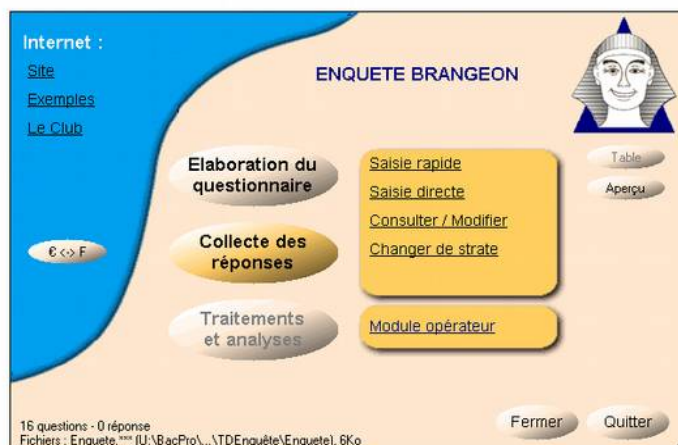 Internet :
Site
Exemples
Le Club
€ <-> F
ENQUETE BRANGEON
Elaboration du
questionnaire
Collecte des
réponses
Traitements
et analyses
Saisie rapide
Saisie directe
Consulter / Modifier
Changer de strate
Module opérateur
Table
Aperçu
Fermer
Quitter
16 questions - 0 réponse
Fichiers : Enquete.*** (U:\BacPro\...\TDEnquête\Enquete), 6Ko